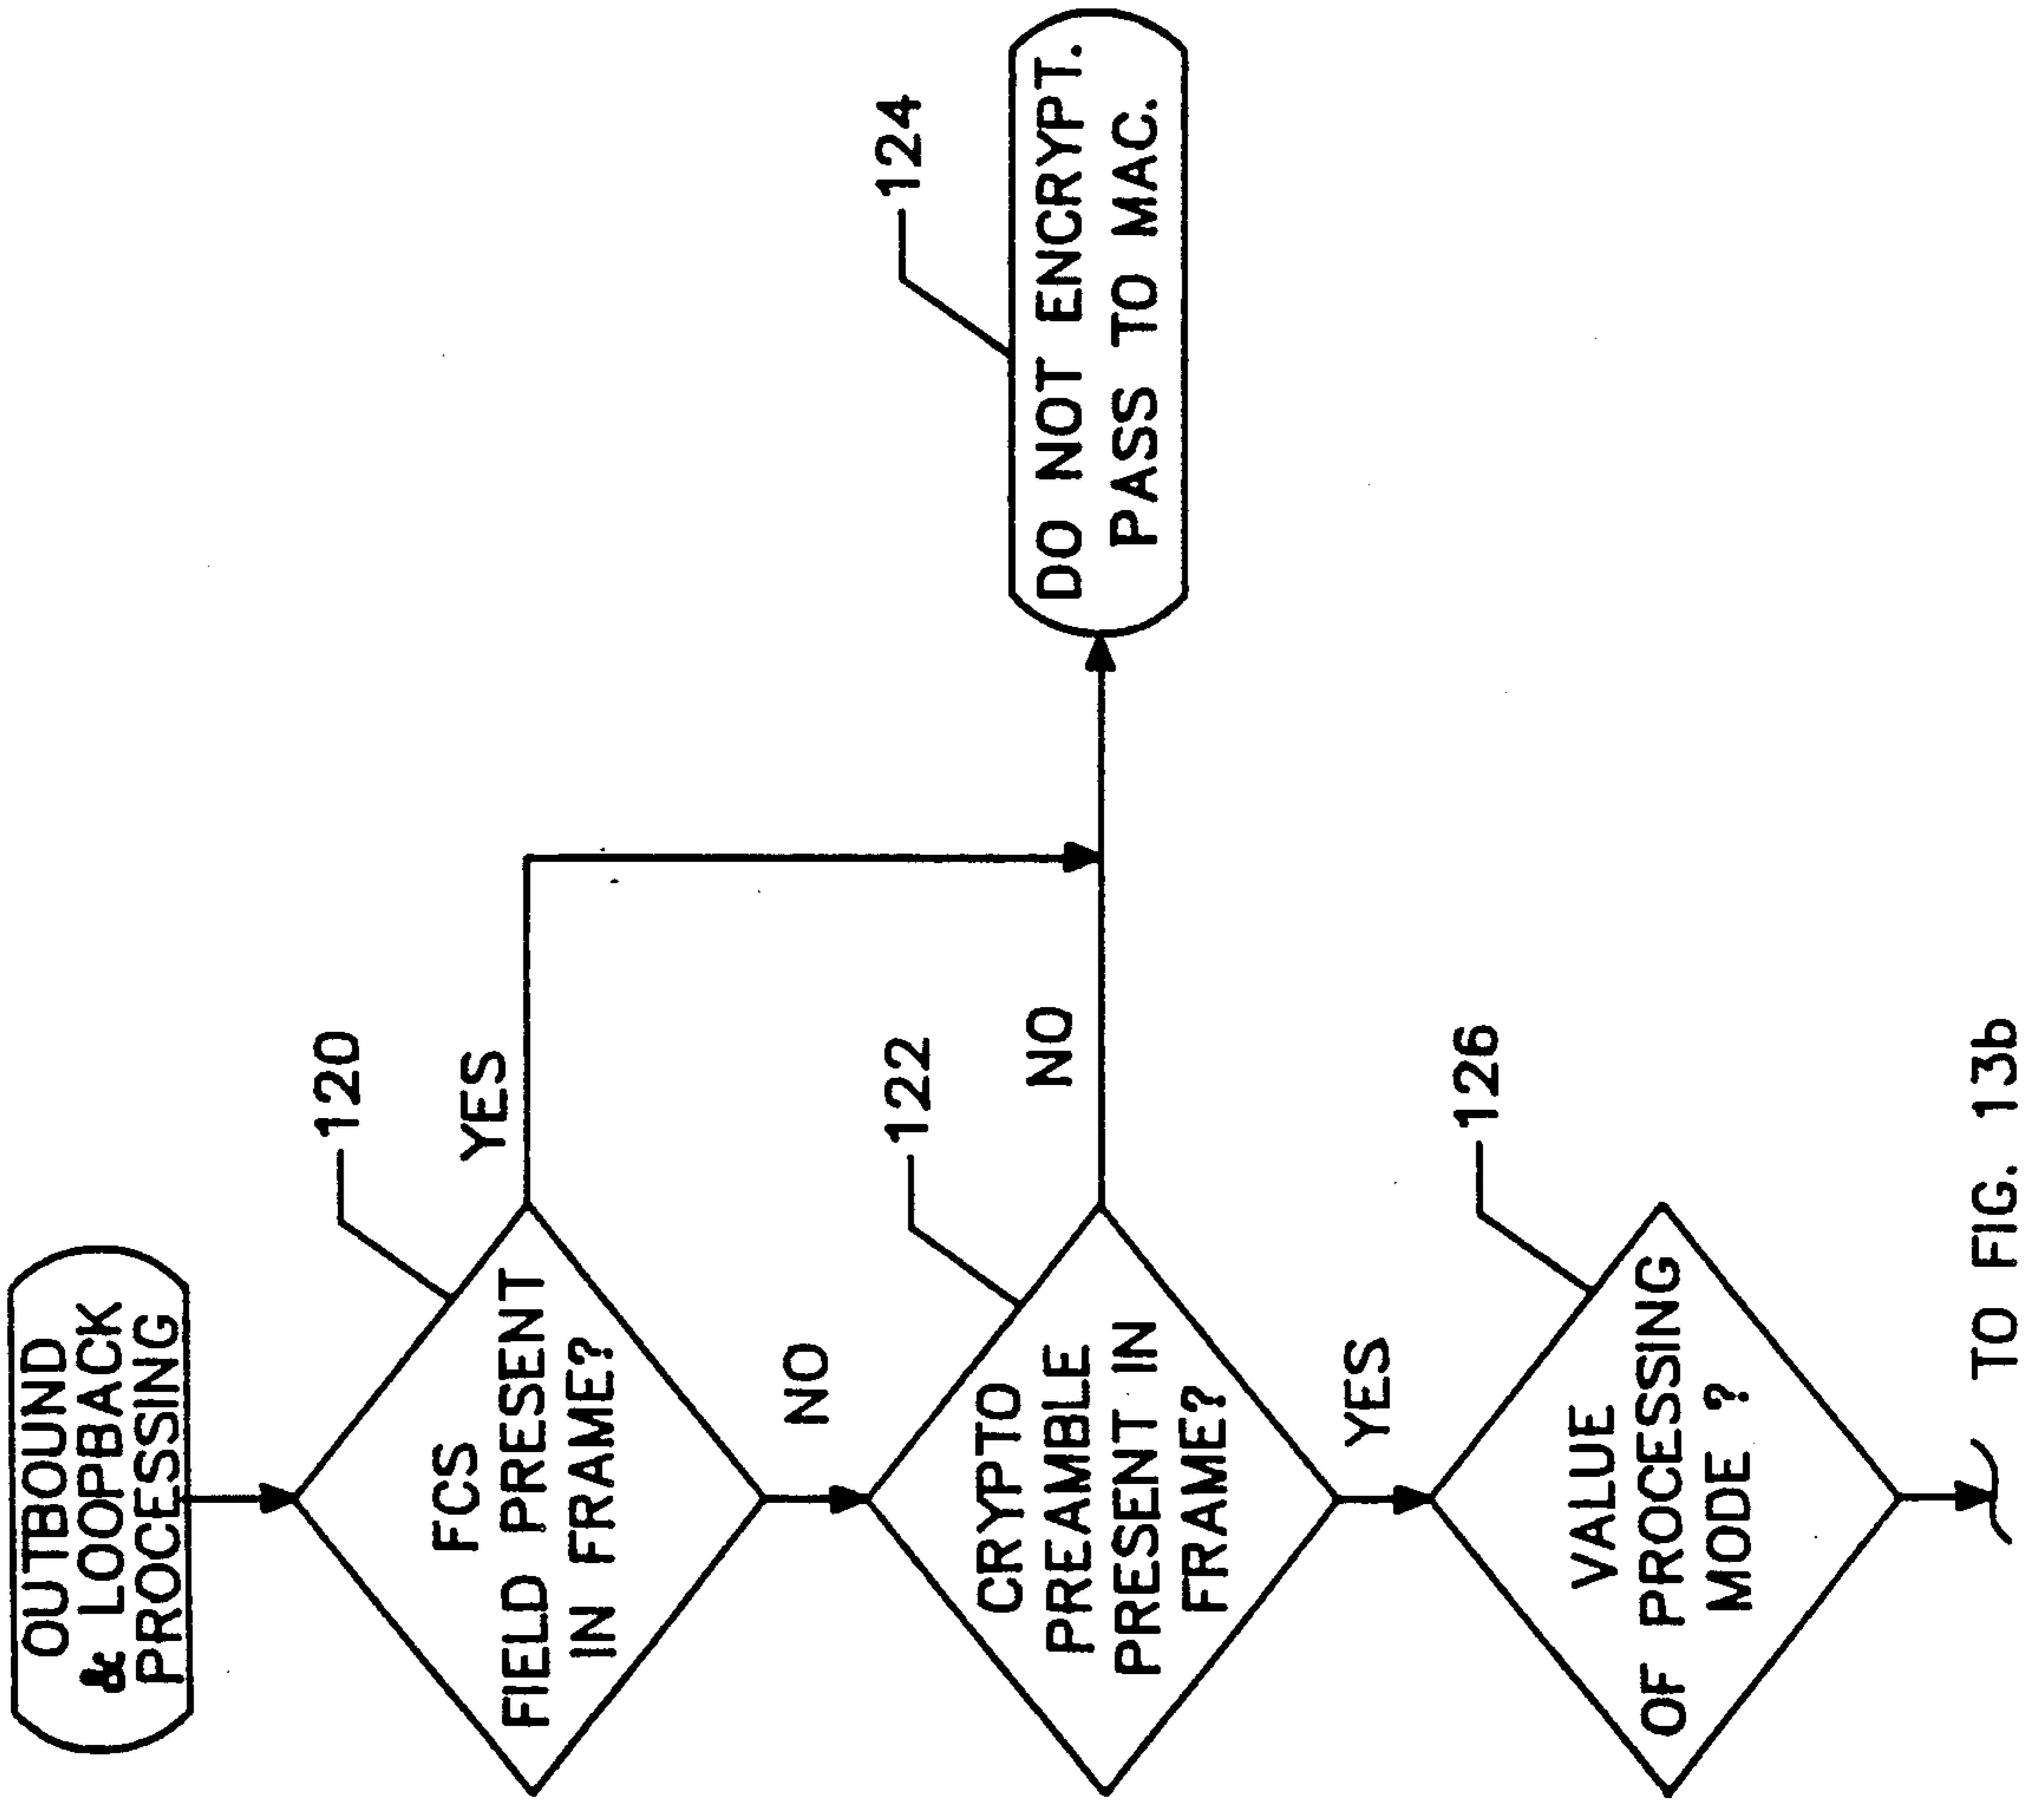 OUTBOUND
& LOOPBACK
PROCESSING
120
FCS
FIELD PRESENT
IN FRAME?
YES
NO
122
CRYPTO
PREAMBLE
PRESENT IN
FRAME?
NO
124
DO NOT ENCRYPT.
PASS TO MAC.
YES
126
VALUE
OF PROCESSING
MODE ?
TO FIG. 13b